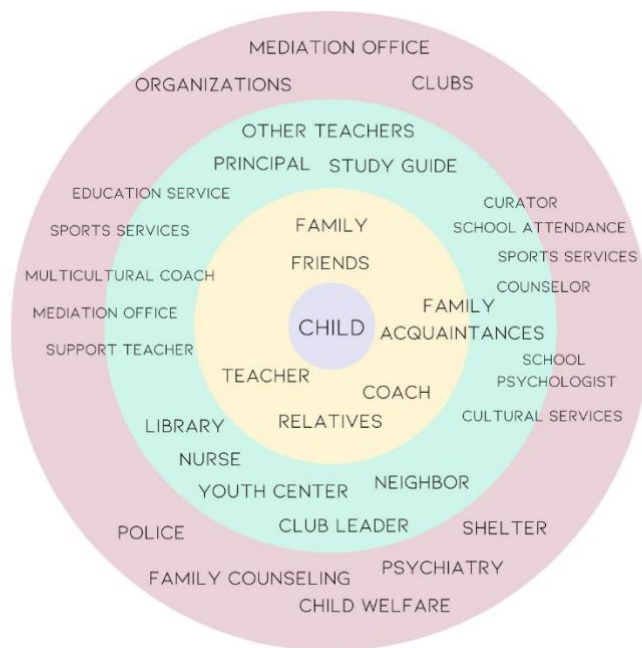 MEDIATION OFFICE
ORGANIZATIONS
CLUBS
OTHER TEACHERS
PRINCIPAL
STUDY GUIDE
EDUCATION SERVICE
SPORTS SERVICES
MULTICULTURAL COACH
MEDIATION OFFICE
SUPPORT TEACHER
CURATOR
SCHOOL ATTENDANCE
SPORTS SERVICES
COUNSELOR
SCHOOL
PSYCHOLOGIST
CULTURAL SERVICES
FAMILY
FRIENDS
CHILD
FAMILY
ACQUAINTANCES
TEACHER
COACH
RELATIVES
LIBRARY
NURSE
YOUTH CENTER
NEIGHBOR
CLUB LEADER
POLICE
SHELTER
FAMILY COUNSELING
PSYCHIATRY
CHILD WELFARE